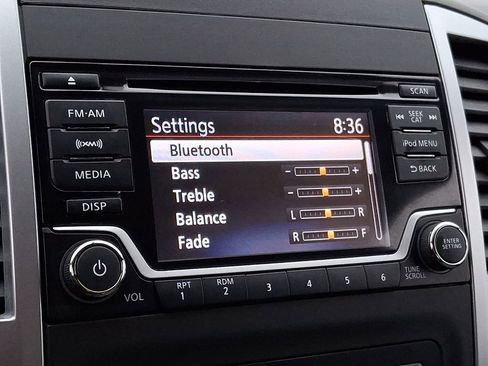 SCAN
FM·AM
SEEK
CAT
(XM)
iPod MENU
MEDIA
BACK
DISP
Settings 8:36
Bluetooth
Bass - +
Treble - +
Balance L R
Fade R F
ENTER
SETTING
VOL
RPT
1
RDM
2
3
4
5
6
TUNE
SCROLL